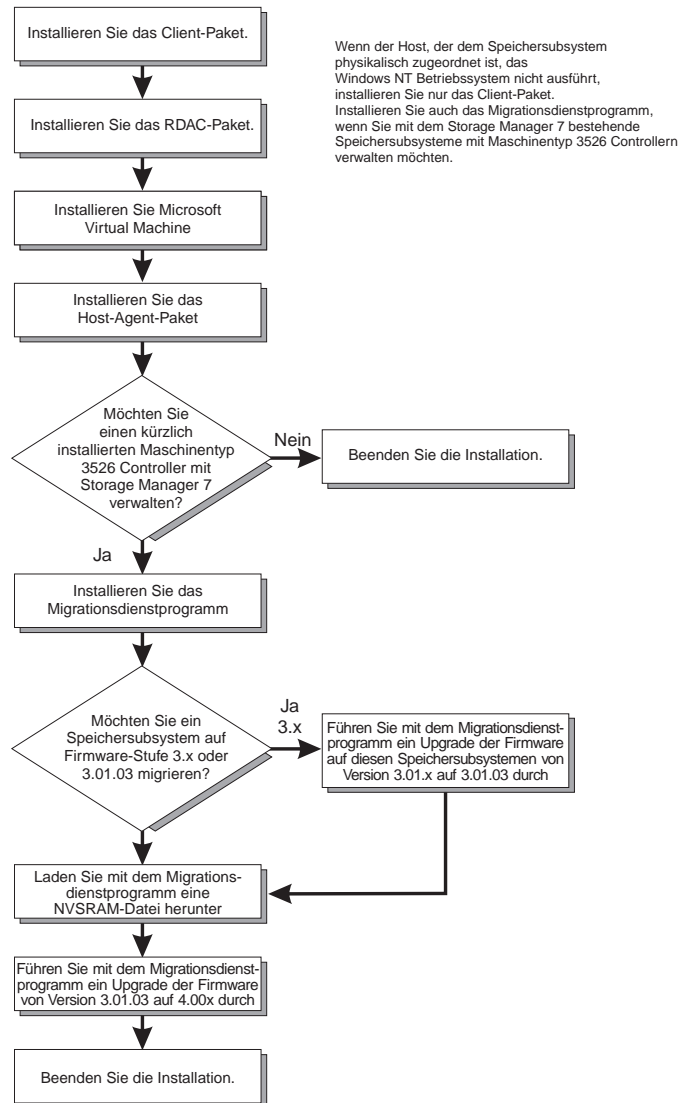 Installieren Sie das Client-Paket.
Wenn der Host, der dem Speichersubsystem
physikalisch zugeordnet ist, das
Windows NT Betriebssystem nicht ausführt,
installieren Sie nur das Client-Paket.
Installieren Sie auch das Migrationsdienstprogramm,
wenn Sie mit dem Storage Manager 7 bestehende
Speichersubsysteme mit Maschinentyp 3526 Controllern
verwalten möchten.
Installieren Sie das RDAC-Paket.
Installieren Sie Microsoft
Virtual Machine
Installieren Sie das
Host-Agent-Paket
Möchten Sie
einen kürzlich
installierten Maschinentyp
3526 Controller mit
Storage Manager 7
verwalten?
Nein
Beenden Sie die Installation.
Ja
Installieren Sie das
Migrationsdienstprogramm
Möchten Sie ein
Speichersubsystem auf
Firmware-Stufe 3.x oder
3.01.03 migrieren?
Ja
3.x
Führen Sie mit dem Migrationsdienst-
programm ein Upgrade der Firmware
auf diesen Speichersubsystemen von
Version 3.01.x auf 3.01.03 durch
Laden Sie mit dem Migrations-
dienstprogramm eine
NVSRAM-Datei herunter
Führen Sie mit dem Migrationsdienst-
programm ein Upgrade der Firmware
von Version 3.01.03 auf 4.00x durch
Beenden Sie die Installation.